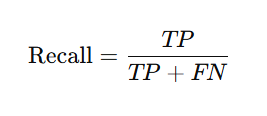 Recall = TP / (TP + FN)